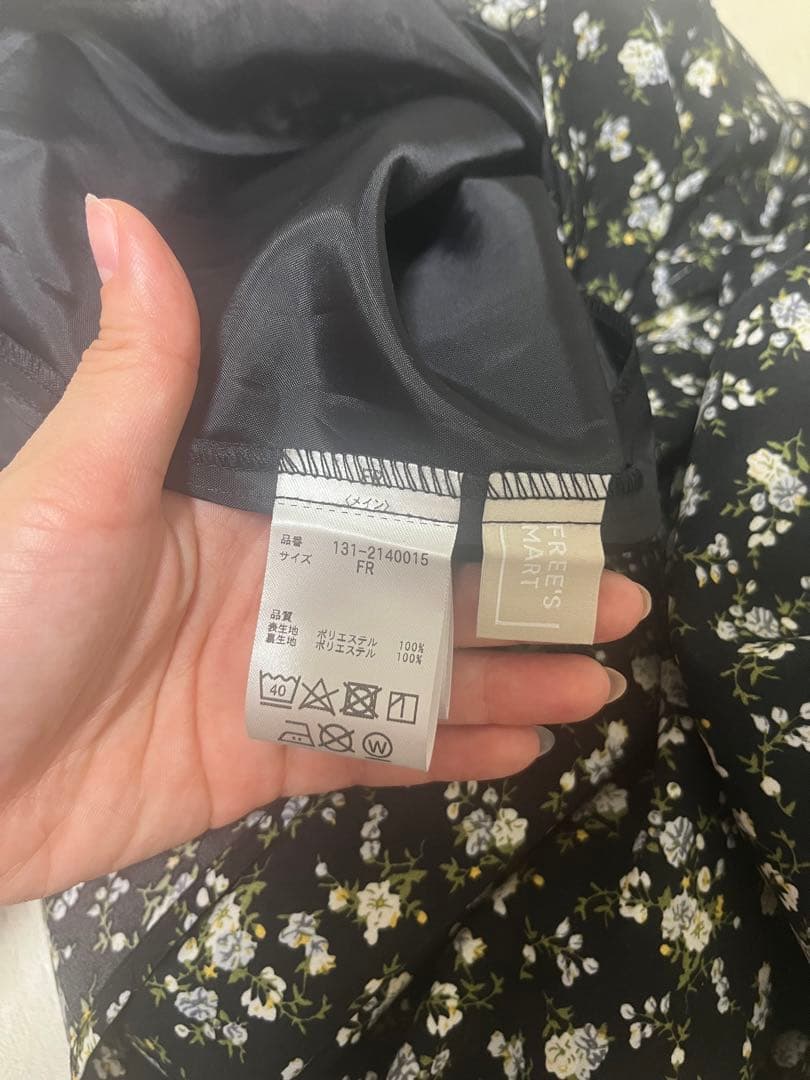 〈メイン〉
品番 131-2140015
サイズ FR
品質
表生地 ポリエステル 100%
裏生地 ポリエステル 100%
40
W
FREE'S
MART